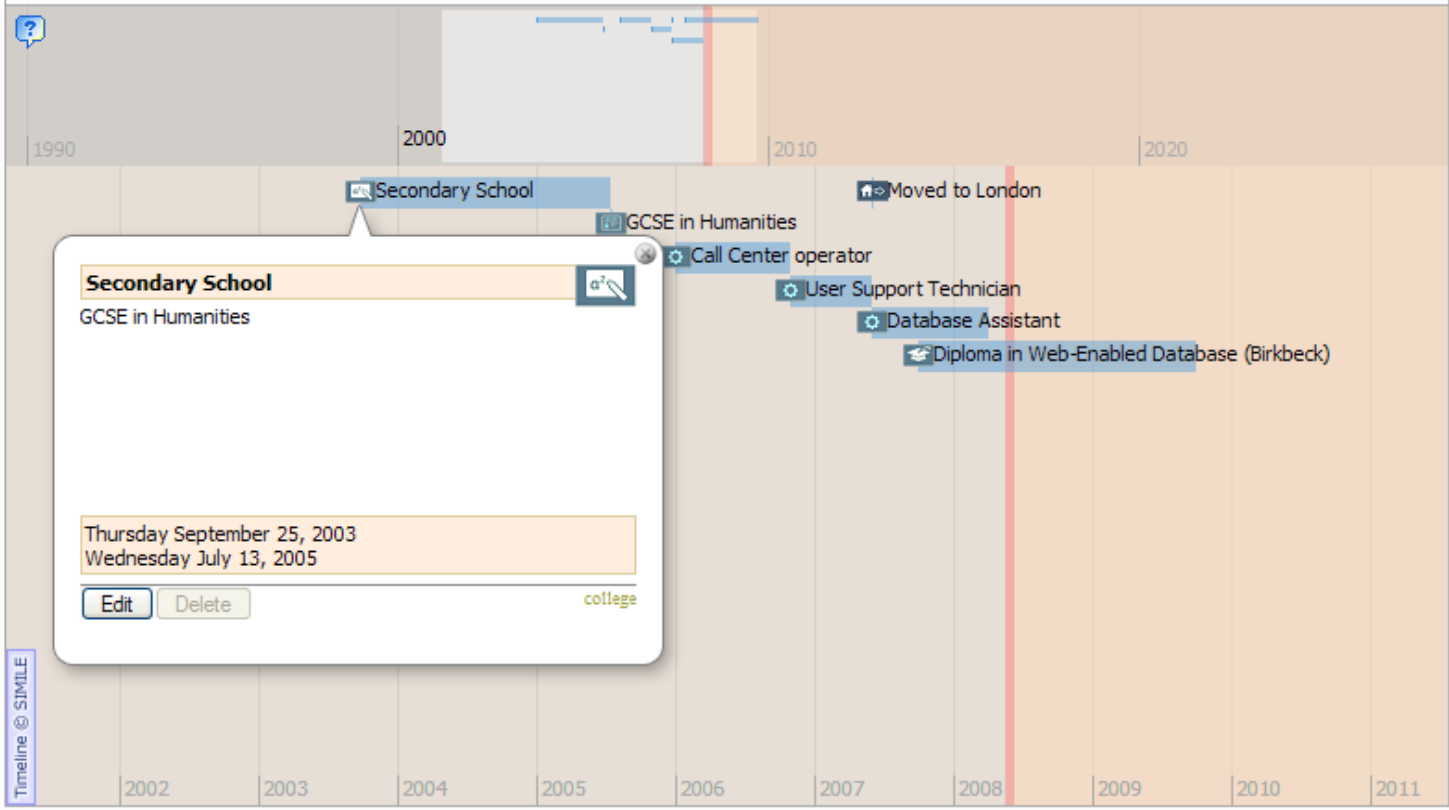 ?
1990
2000
2010
2020
Secondary School
Moved to London
GCSE in Humanities
Call Center operator
User Support Technician
Database Assistant
Diploma in Web-Enabled Database (Birkbeck)
Secondary School
GCSE in Humanities
Thursday September 25, 2003
Wednesday July 13, 2005
Edit
Delete
college
Timeline © SIMILE
2002
2003
2004
2005
2006
2007
2008
2009
2010
2011